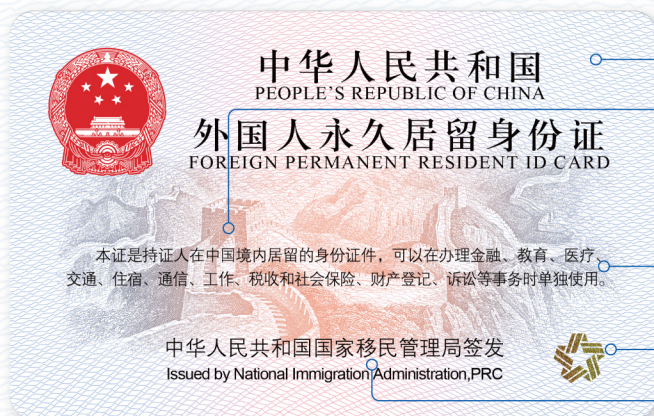 中华人民共和国
PEOPLE'S REPUBLIC OF CHINA
外国人永久居留身份证
FOREIGN PERMANENT RESIDENT ID CARD
本证是持证人在中国境内居留的身份证件，可以在办理金融、教育、医疗、
交通、住宿、通信、工作、税收和社会保险、财产登记、诉讼等事务时单独使用。
中华人民共和国国家移民管理局签发
Issued by National Immigration Administration,PRC